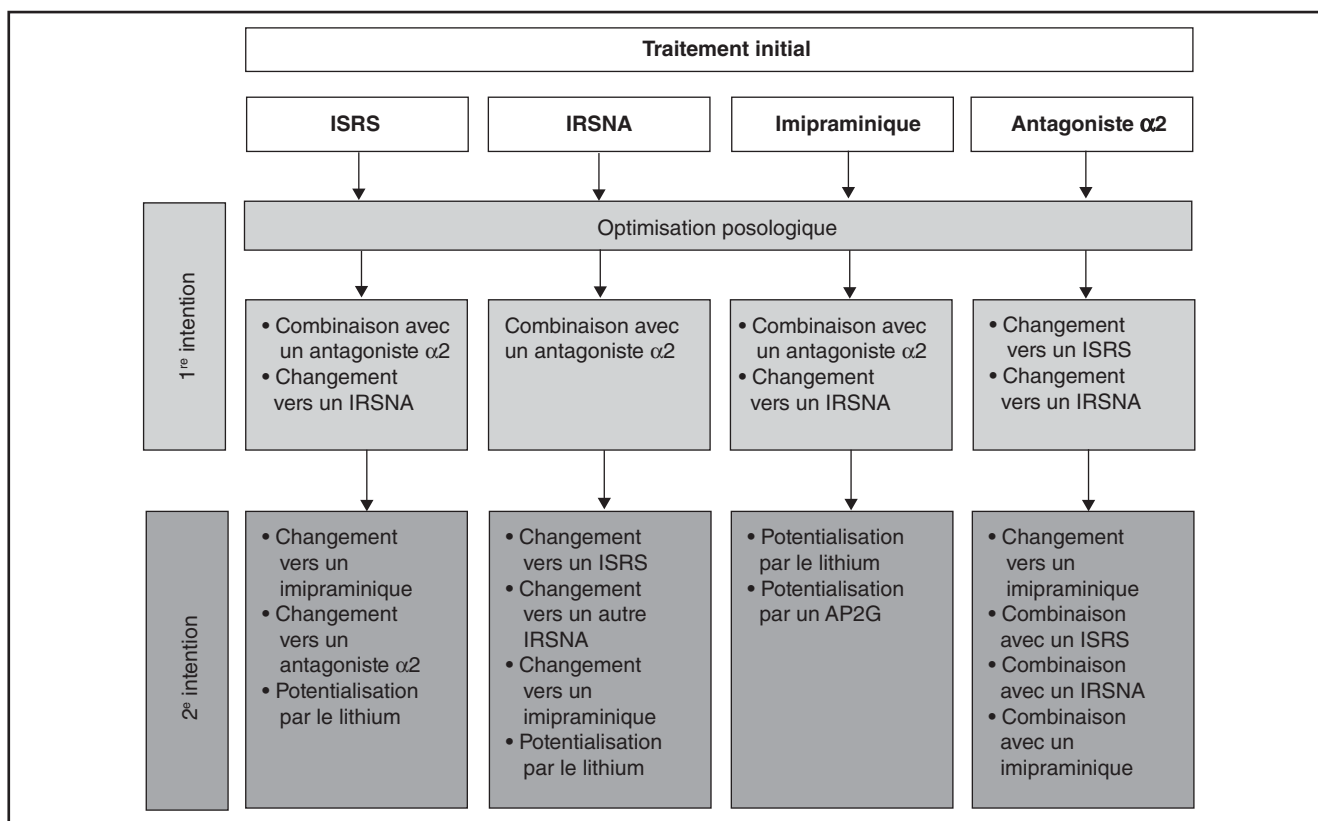 Traitement initial
ISRS
IRSNA
Imipraminique
Antagoniste α2
1re intention
Optimisation posologique
• Combinaison avec
un antagoniste α2
• Changement
vers un IRSNA
Combinaison avec
un antagoniste α2
• Combinaison avec
un antagoniste α2
• Changement
vers un IRSNA
• Changement
vers un ISRS
• Changement
vers un IRSNA
2e intention
• Changement
vers un
imipraminique
• Changement
vers un
antagoniste α2
• Potentialisation
par le lithium
• Changement
vers un ISRS
• Changement
vers un autre
IRSNA
• Changement
vers un
imipraminique
• Potentialisation
par le lithium
• Potentialisation
par le lithium
• Potentialisation
par un AP2G
• Changement
vers un
imipraminique
• Combinaison
avec un ISRS
• Combinaison
avec un IRSNA
• Combinaison
avec un
imipraminique